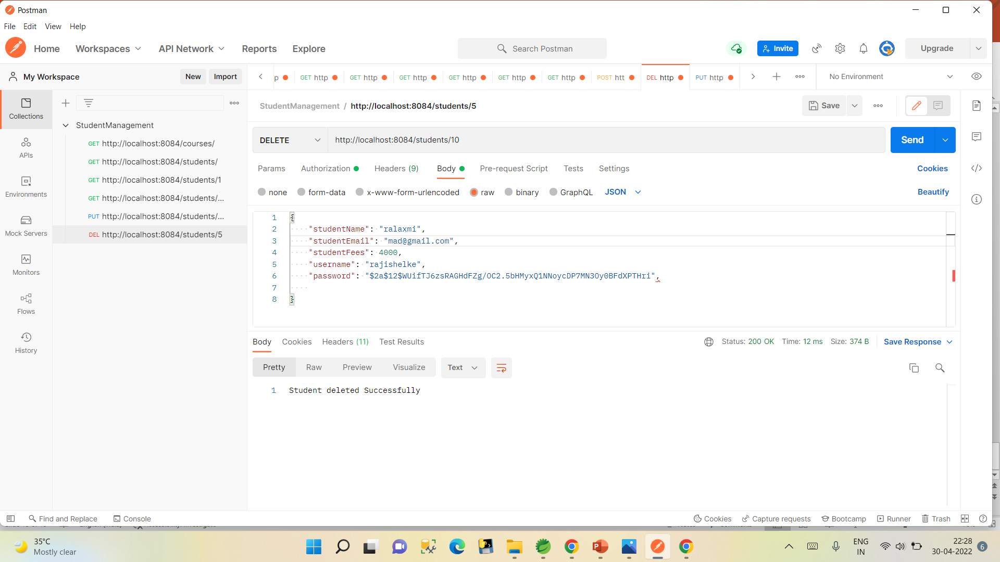 Postman
File Edit View Help
Home Workspaces API Network Reports Explore Search Postman Invite Upgrade
My Workspace New Import
p GET http GET http GET http GET http GET http GET http POST htt DEL http PUT http No Environment
Collections
APIs
Environments
Mock Servers
Monitors
Flows
History
StudentManagement
GET http://localhost:8084/courses/
GET http://localhost:8084/students/
GET http://localhost:8084/students/1
GET http://localhost:8084/students/...
PUT http://localhost:8084/students/...
DEL http://localhost:8084/students/5
StudentManagement / http://localhost:8084/students/5 Save
DELETE http://localhost:8084/students/10 Send
Params Authorization Headers (9) Body Pre-request Script Tests Settings Cookies
none form-data x-www-form-urlencoded raw binary GraphQL JSON Beautify
1 {
2 "studentName": "ralaxmi",
3 "studentEmail": "mad@gmail.com",
4 "studentFees": 4000,
5 "username": "rajishelke",
6 "password": "$2a$12$WUifTJ6zsRAGHdFZg/OC2.5bHMyxQ1NNoycDP7MN3Oy0BFdXPTHri",
7
8 }
Body Cookies Headers (11) Test Results Status: 200 OK Time: 12 ms Size: 374 B Save Response
Pretty Raw Preview Visualize Text
1 Student deleted Successfully
Find and Replace Console Cookies Capture requests Bootcamp Runner Trash
35°C
Mostly clear
ENG
IN
22:28
30-04-2022
6